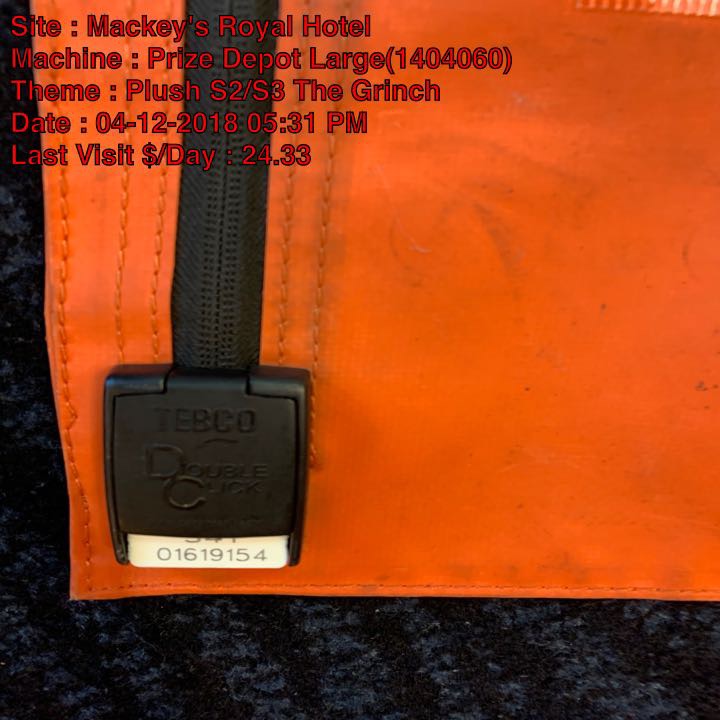 Site : Mackey's Royal Hotel
Machine : Prize Depot Large(1404060)
Theme : Plush S2/S3 The Grinch
Date : 04-12-2018 05:31 PM
Last Visit $/Day : 24.33
TEBCO
DOUBLE
CLICK
01619154